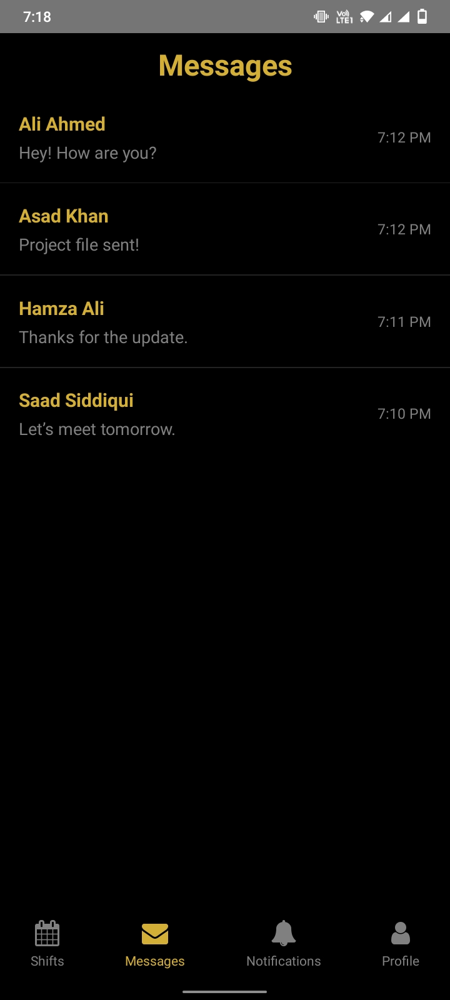 7:18
Vo) LTE1
Messages
Ali Ahmed
Hey! How are you?
7:12 PM
Asad Khan
Project file sent!
7:12 PM
Hamza Ali
Thanks for the update.
7:11 PM
Saad Siddiqui
Let’s meet tomorrow.
7:10 PM
Shifts
Messages
Notifications
Profile